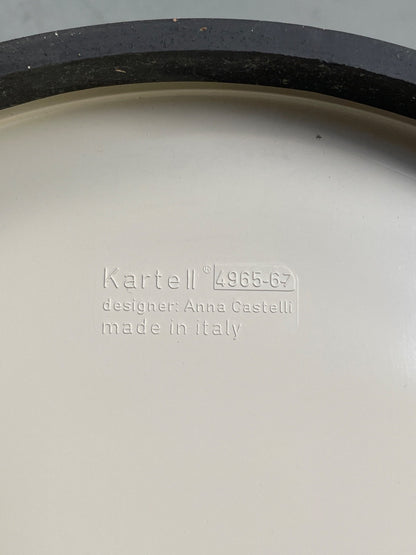 Kartell® 4965-67
designer: Anna Castelli
made in italy